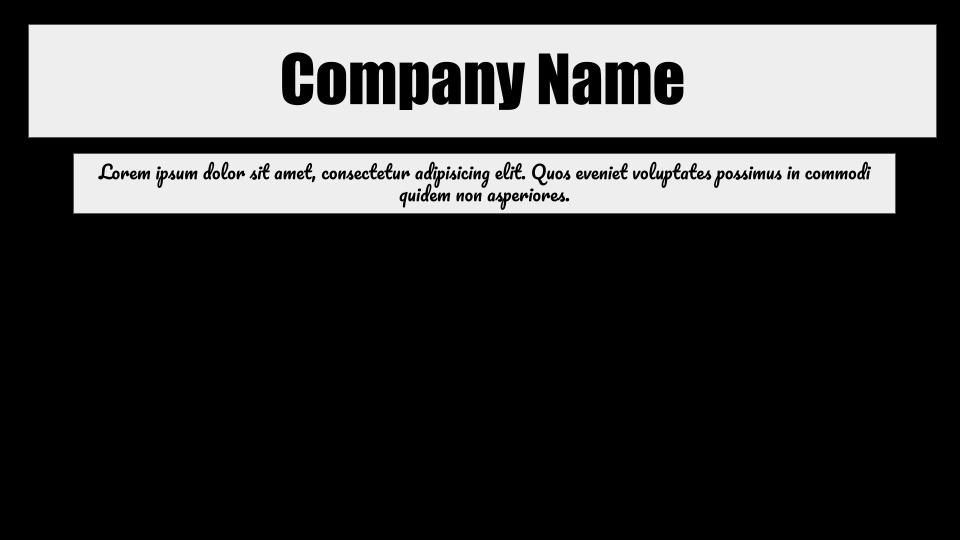 Company Name
Lorem ipsum dolor sit amet, consectetur adipisicing elit. Quos eveniet voluptates possimus in commodi
quidem non asperiores.